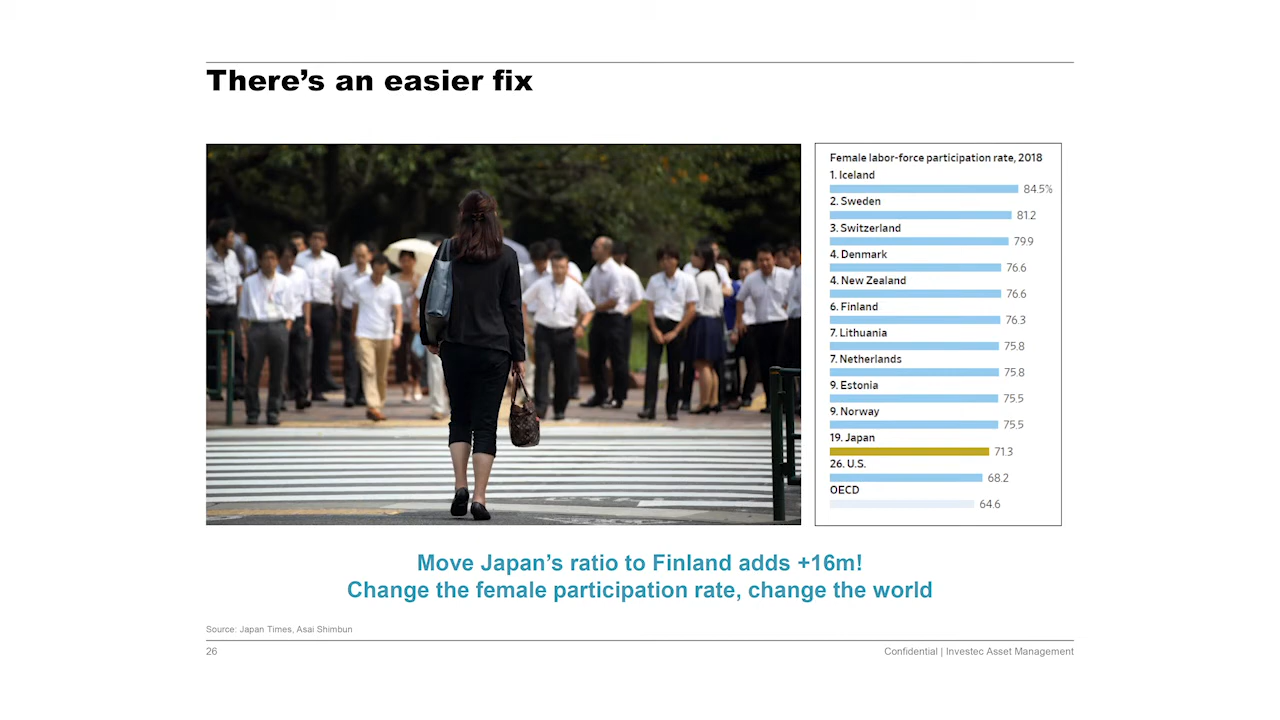 There's an easier fix
Female labor-force participation rate, 2018
1. Iceland
84.5%
2. Sweden
81.2
3. Switzerland
79.9
4. Denmark
76.6
4. New Zealand
76.6
6. Finland
76.3
7. Lithuania
75.8
7. Netherlands
75.8
9. Estonia
75.5
9. Norway
75.5
19. Japan
71.3
26. U.S.
68.2
OECD
64.6
Move Japan's ratio to Finland adds +16m!
Change the female participation rate, change the world
Source: Japan Times, Asai Shimbun
26
Confidential | Investec Asset Management